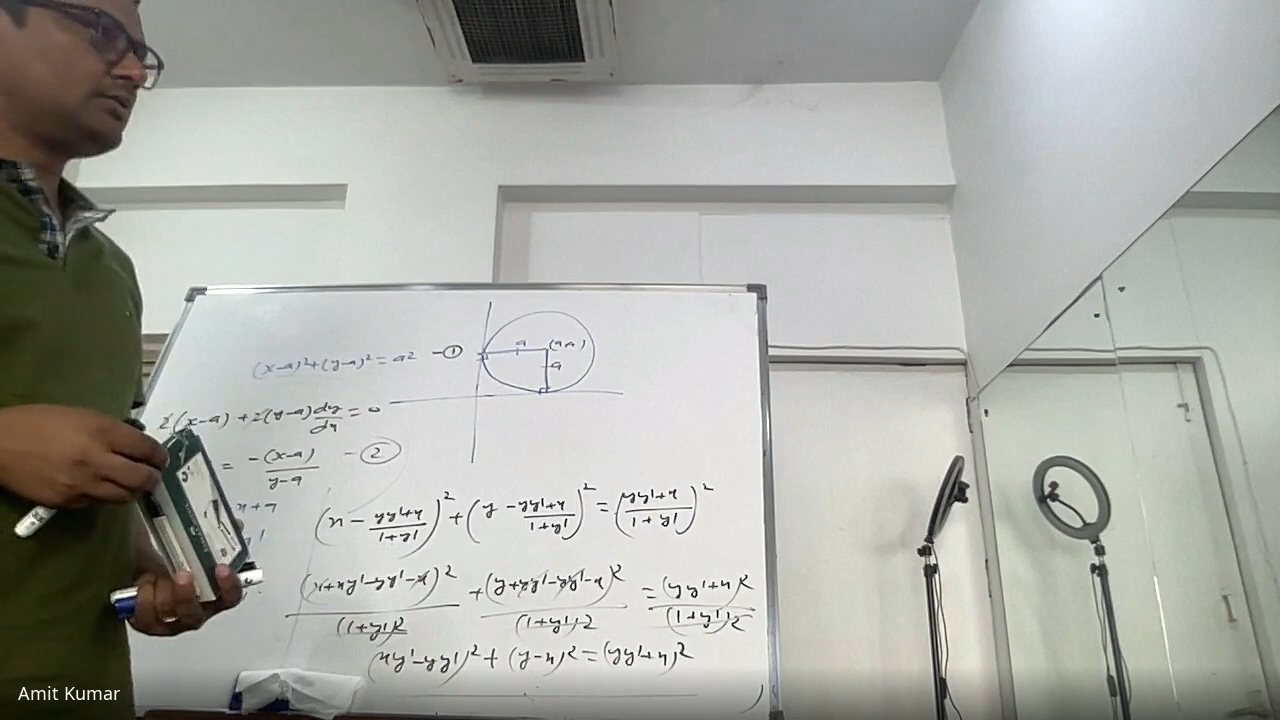 (x-a)²+(y-a)² = a² -①
a (a a)
a
2(x-a) + 2(y-a) dy/dx = 0
= -(x-a)/(y-a) - ②
(x - (yy'+x)/(1+y'))² + (y - (yy'+x)/(1+y'))² = ((yy'+x)/(1+y'))²
(x+xy'-yy'-x)²/(1+y')² + (y+yy'-yy'-x)²/(1+y')² = (yy'+x)²/(1+y')²
(xy'-yy')² + (y-x)² = (yy'+x)²
Amit Kumar